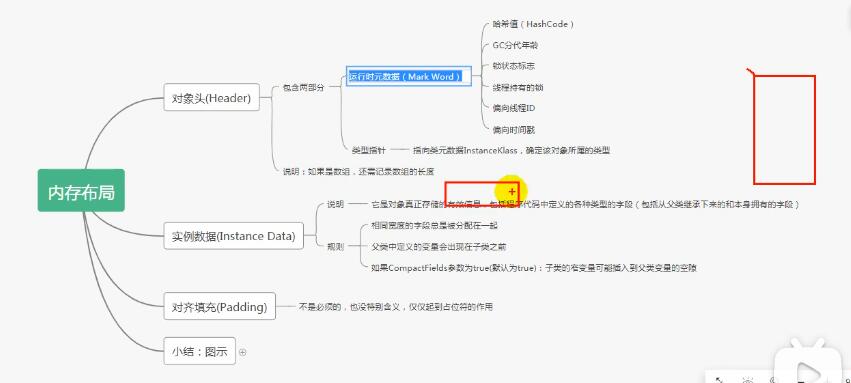 内存布局
对象头(Header)
包含两部分
运行时元数据（Mark Word）
哈希值（HashCode）
GC分代年龄
锁状态标志
线程持有的锁
偏向线程ID
偏向时间戳
类型指针
指向类元数据InstanceKlass，确定该对象所属的类型
说明：如果是数组，还需记录数组的长度
实例数据(Instance Data)
说明
它是对象真正存储的有效信息，包括程序代码中定义的各种类型的字段（包括从父类继承下来的和本身拥有的字段）
规则
相同宽度的字段总是被分配在一起
父类中定义的变量会出现在子类之前
如果CompactFields参数为true(默认为true)：子类的窄变量可能插入到父类变量的空隙
对齐填充(Padding)
不是必须的，也没特别含义，仅仅起到占位符的作用
小结：图示